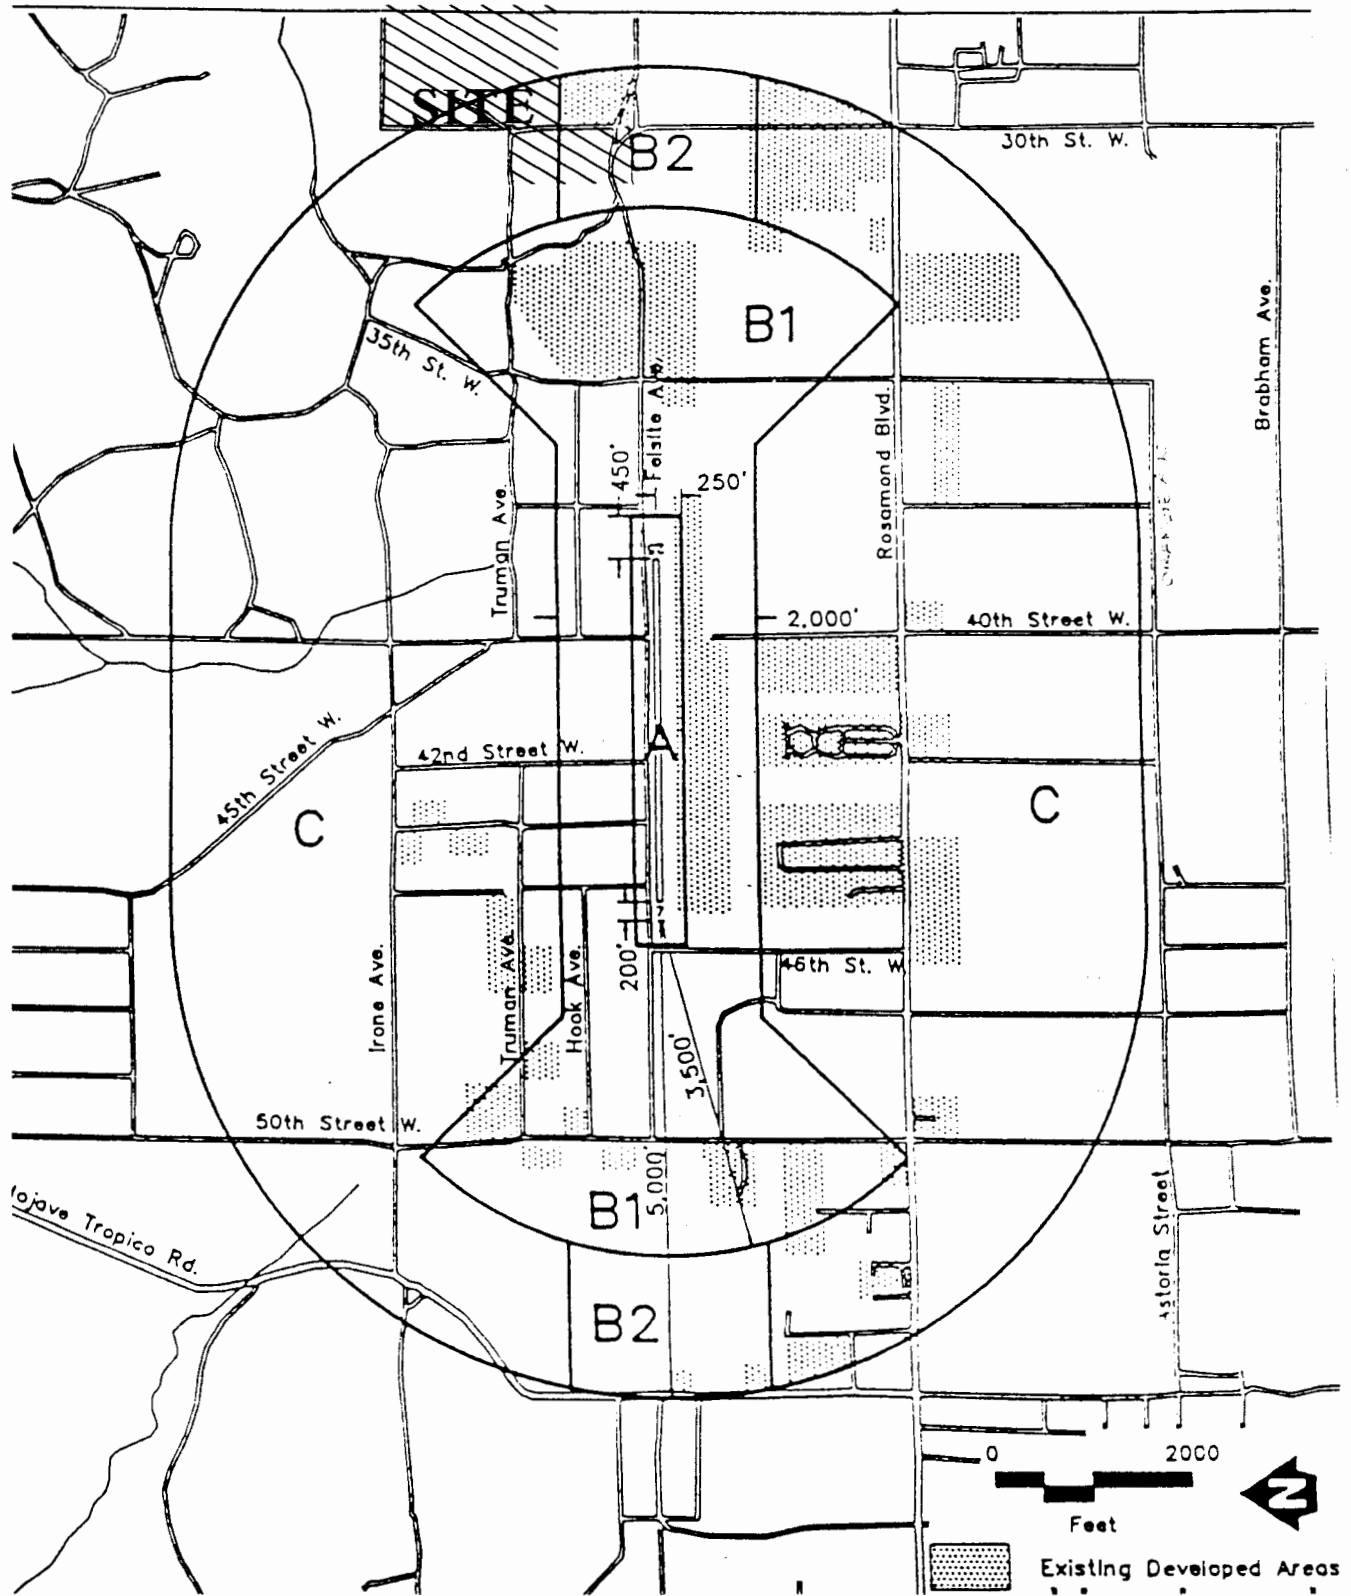 SITE
B2
30th St. W.
B1
35th St. W.
Brabham Ave.
Rosamond Blvd.
Felsite Ave.
450'
250'
Truman Ave.
2,000'
40th Street W.
45th Street W.
42nd Street W.
A
C
C
Irone Ave.
Truman Ave.
Hook Ave.
200'
46th St. W
3,500'
50th Street W.
5,000'
B1
ojave Tropico Rd.
Astoria Street
B2
0 2000
Feet
N
Existing Developed Areas